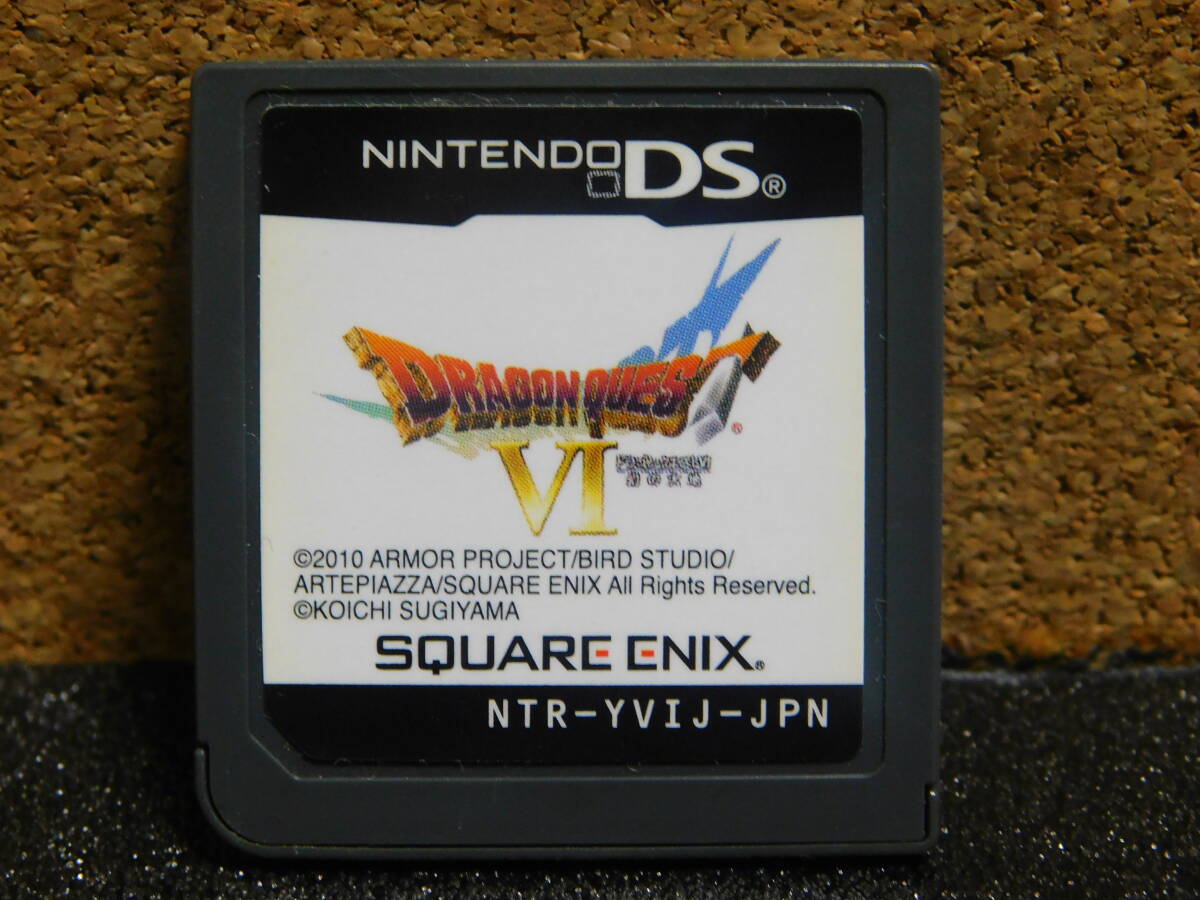 NINTENDO DS®
DRAGON QUEST®
VI
©2010 ARMOR PROJECT/BIRD STUDIO/
ARTEPIAZZA/SQUARE ENIX All Rights Reserved.
©KOICHI SUGIYAMA
SQUARE ENIX®
NTR-YVIJ-JPN